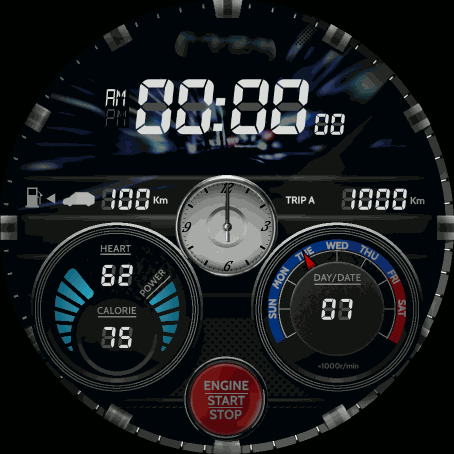 AM 00:00 00
PM
100 Km
TRIP A 1000 Km
12
3
6
9
HEART
62
POWER
CALORIE
75
SUN MON TUE WED THU FRI SAT
DAY/DATE
07
×1000r/min
ENGINE
START
STOP